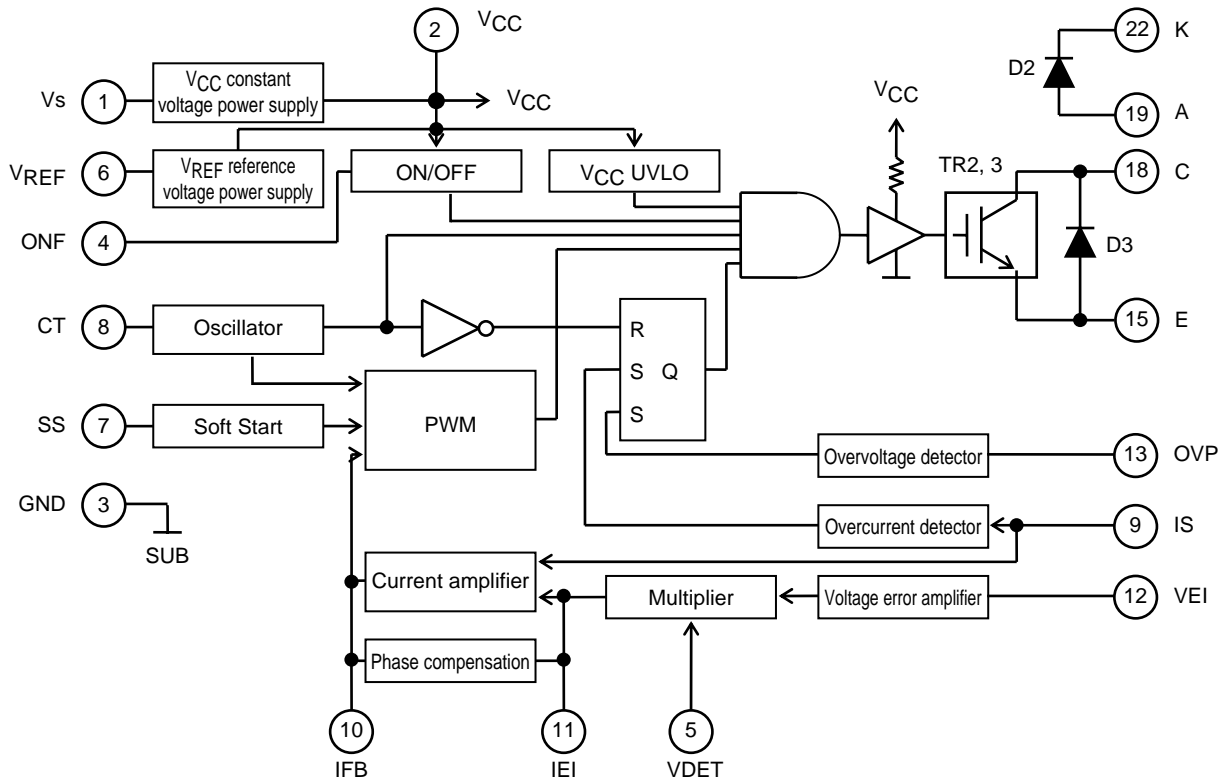 2 VCC
22 K
VCC constant
voltage power supply
D2
Vs 1
VCC
VCC
19 A
VREF 6
VREF reference
voltage power supply
ON/OFF
VCC UVLO
TR2, 3
18 C
ONF 4
D3
CT 8
Oscillator
R
S Q
S
15 E
SS 7
Soft Start
PWM
Overvoltage detector
13 OVP
GND 3
SUB
Overcurrent detector
9 IS
Current amplifier
Multiplier
Voltage error amplifier
12 VEI
Phase compensation
10
IFB
11
IEI
5
VDET